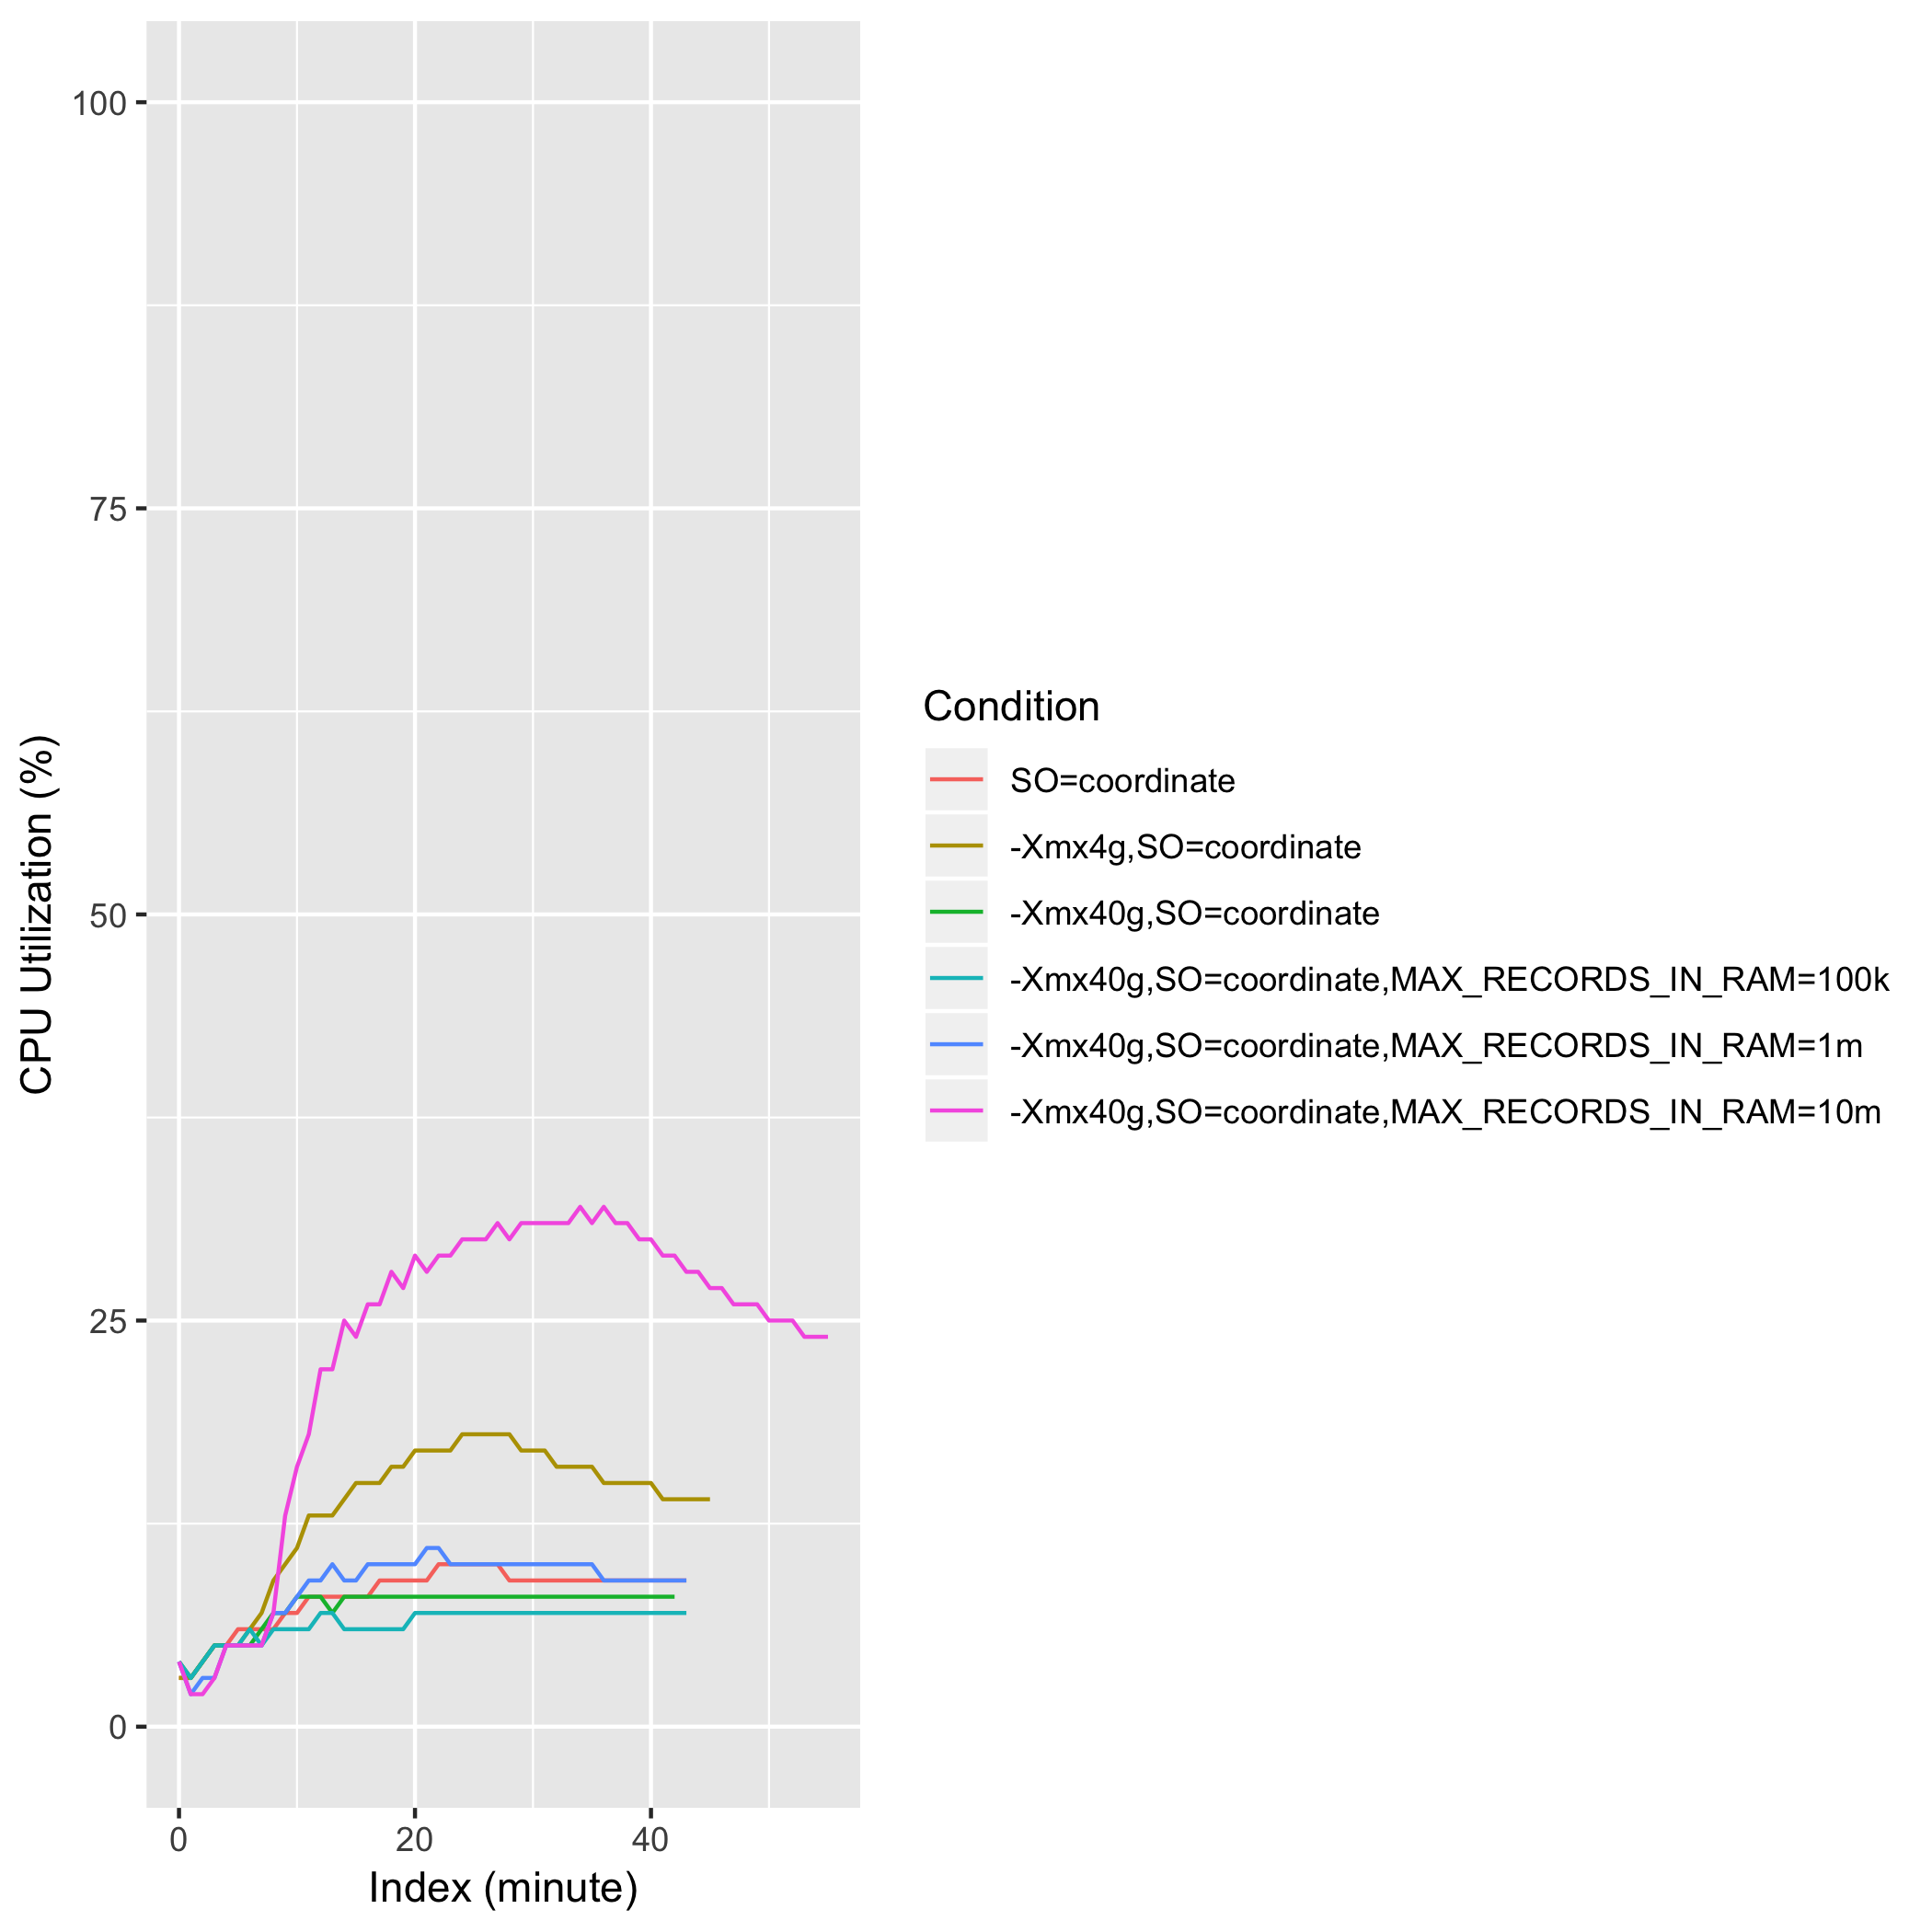 CPU Utilization (%)
100
75
50
25
0
0
20
40
Index (minute)
Condition
SO=coordinate
-Xmx4g,SO=coordinate
-Xmx40g,SO=coordinate
-Xmx40g,SO=coordinate,MAX_RECORDS_IN_RAM=100k
-Xmx40g,SO=coordinate,MAX_RECORDS_IN_RAM=1m
-Xmx40g,SO=coordinate,MAX_RECORDS_IN_RAM=10m